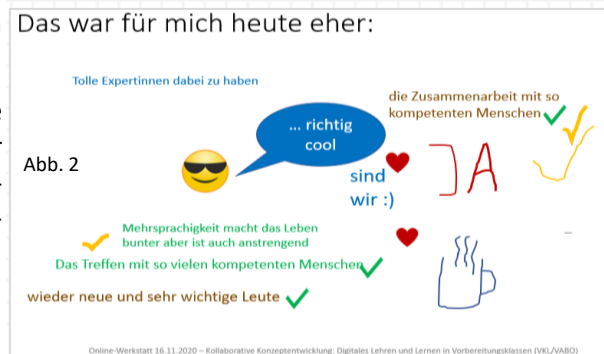 Das war für mich heute eher:
Tolle Expertinnen dabei zu haben
die Zusammenarbeit mit so
kompetenten Menschen
... richtig
cool
Abb. 2
sind
wir :)
JA
Mehrsprachigkeit macht das Leben
bunter aber ist auch anstrengend
Das Treffen mit so vielen kompetenten Menschen
wieder neue und sehr wichtige Leute
Online-Werkstatt 16.11.2020 – Kollaborative Konzeptentwicklung: Digitales Lehren und Lernen in Vorbereitungsklassen (VKL/VABO)